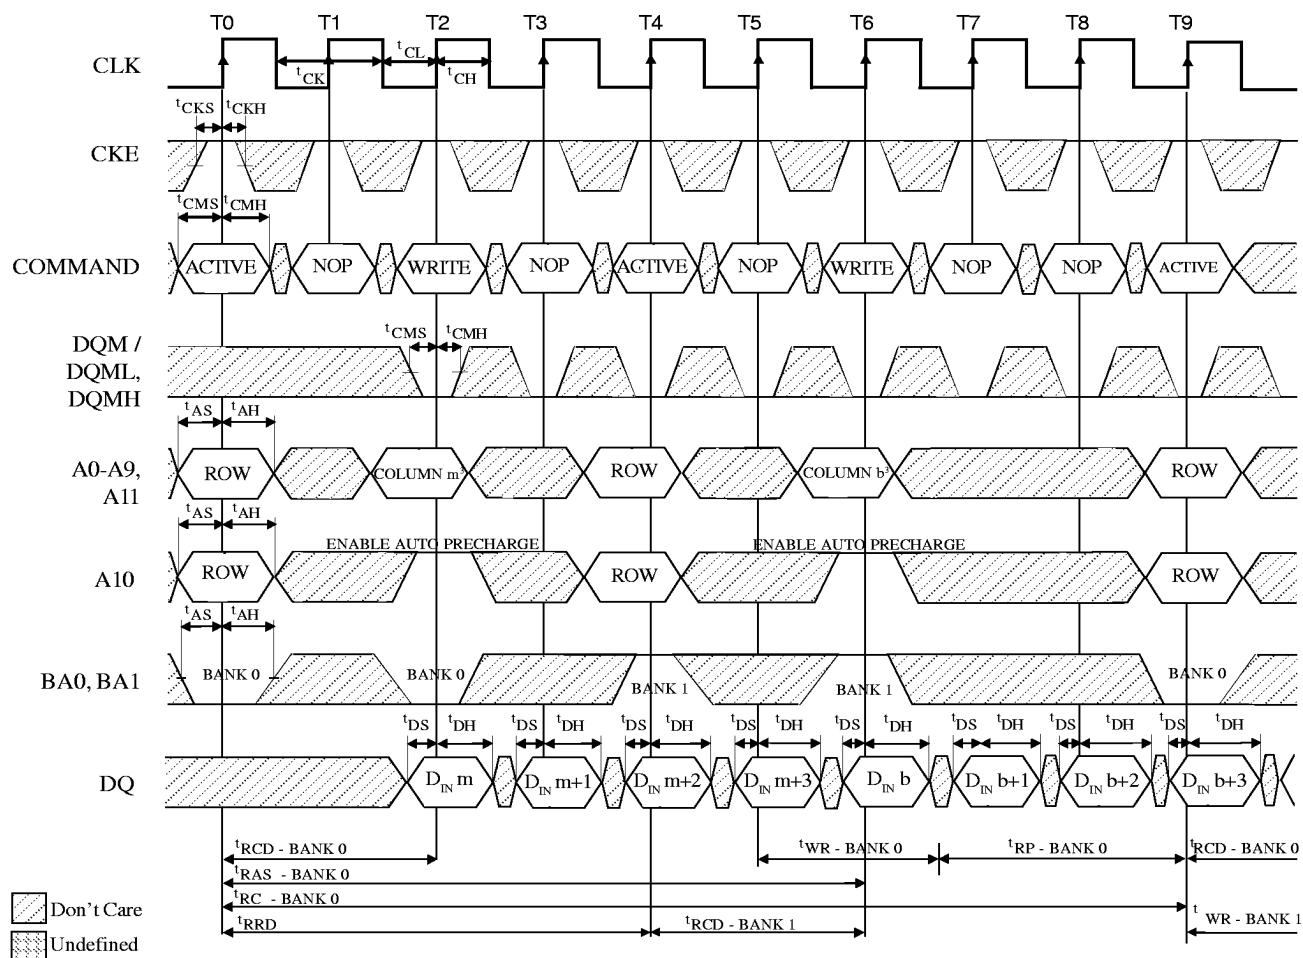 T0 T1 T2 T3 T4 T5 T6 T7 T8 T9
CLK
tCK tCL tCH
tCKS tCKH
CKE
tCMS tCMH
COMMAND ACTIVE NOP WRITE NOP ACTIVE NOP WRITE NOP NOP ACTIVE
tCMS tCMH
DQM /
DQML,
DQMH
tAS tAH
A0-A9,
A11
ROW COLUMN m³ ROW COLUMN b³ ROW
tAS tAH
ENABLE AUTO PRECHARGE ENABLE AUTO PRECHARGE
A10 ROW ROW ROW
tAS tAH
BA0, BA1 BANK 0 BANK 0 BANK 1 BANK 1 BANK 0
tDS tDH tDS tDH tDS tDH tDS tDH tDS tDH tDS tDH tDS tDH tDS tDH
DQ DIN m DIN m+1 DIN m+2 DIN m+3 DIN b DIN b+1 DIN b+2 DIN b+3
tRCD - BANK 0 tWR - BANK 0 tRP - BANK 0 tRCD - BANK 0
tRAS - BANK 0
tRC - BANK 0
tRRD tRCD - BANK 1 tWR - BANK 1
Don't Care
Undefined